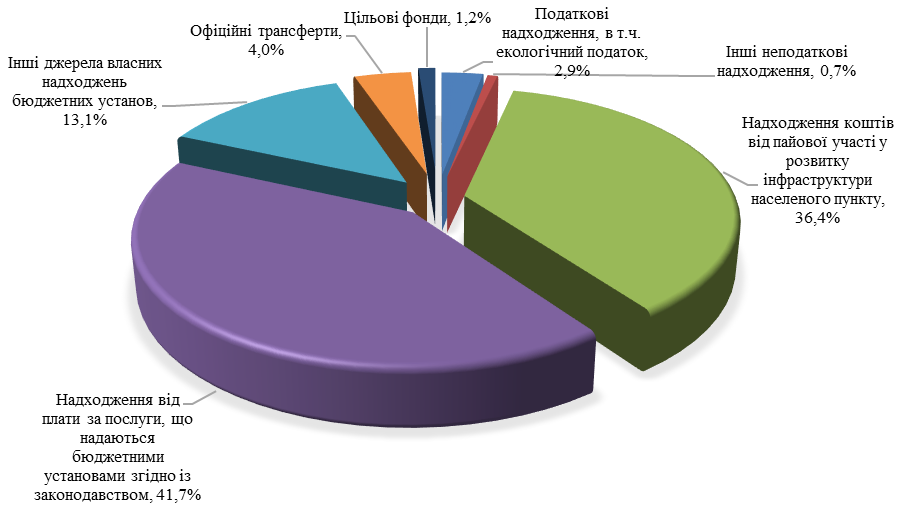 Податкові
надходження, в т.ч.
екологічний податок,
2,9%
Інші неподаткові
надходження, 0,7%
Надходження коштів
від пайової участі у
розвитку
інфраструктури
населеного пункту,
36,4%
Надходження від
плати за послуги, що
надаються
бюджетними
установами згідно із
законодавством, 41,7%
Інші джерела власних
надходжень
бюджетних установ,
13,1%
Офіційні трансферти,
4,0%
Цільові фонди, 1,2%